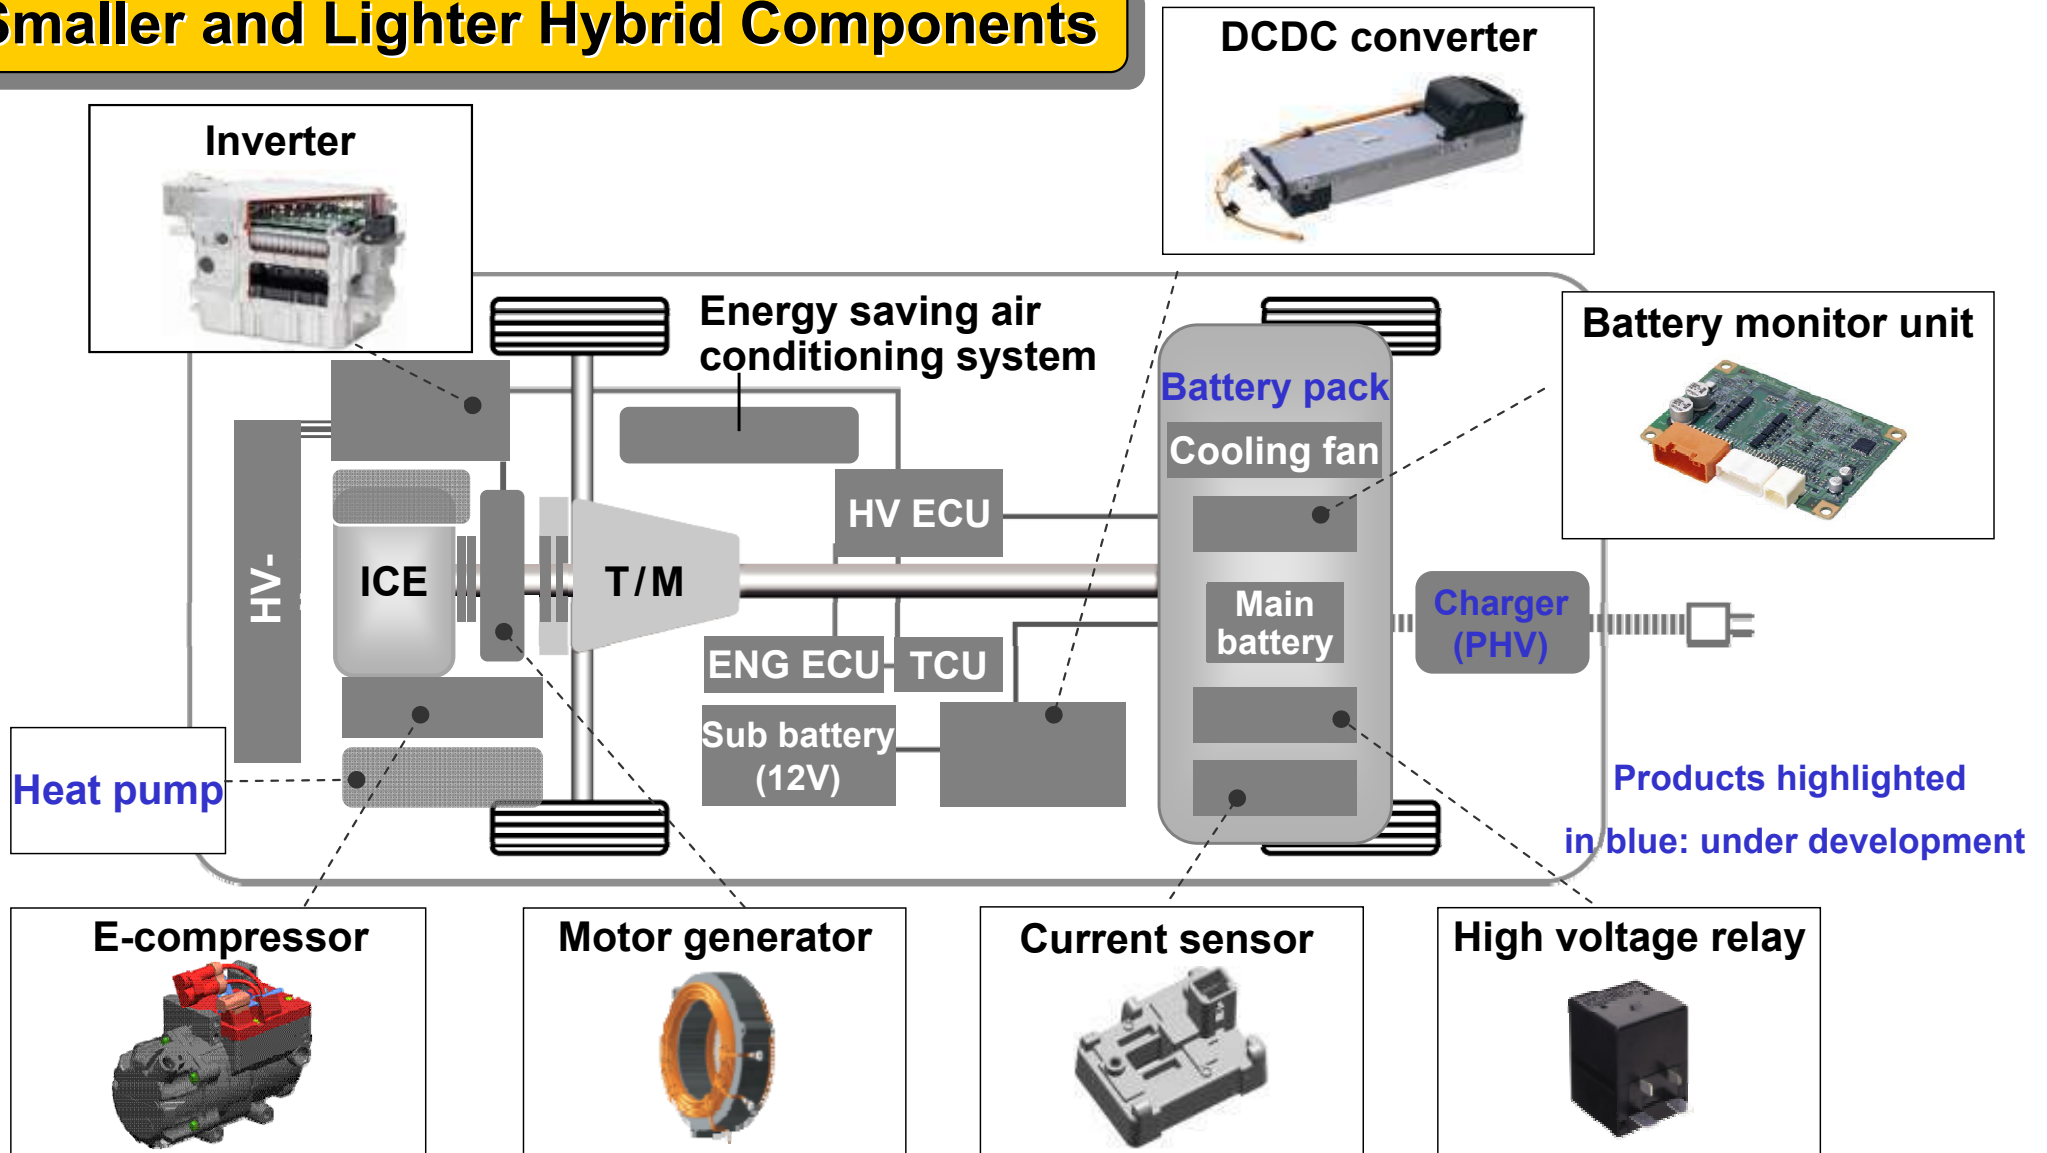 Smaller and Lighter Hybrid Components
DCDC converter
Inverter
Energy saving air
conditioning system
Battery monitor unit
Battery pack
Cooling fan
HV ECU
HV-
ICE
T/M
Main
battery
Charger
(PHV)
ENG ECU
TCU
Sub battery
(12V)
Heat pump
Products highlighted
in blue: under development
E-compressor
Motor generator
Current sensor
High voltage relay